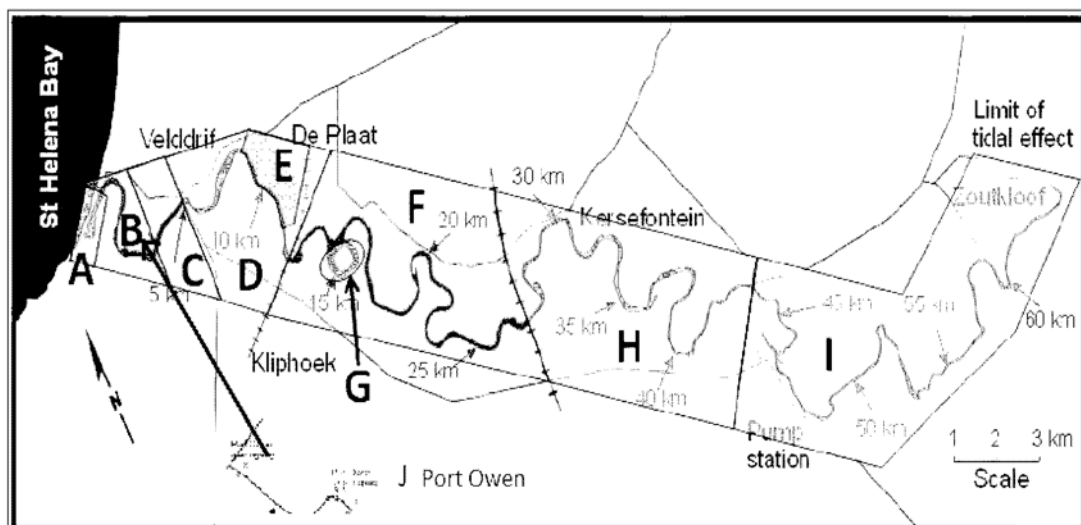 St Helena Bay
Velddrif
De Plaat
Limit of
tidal effect
E
30 km
Zoutkloof
F
20 km
Kersefontein
B
10 km
A
C
D
5 km
15 km
45 km
55 km
60 km
35 km
H
I
Kliphoek
G
25 km
40 km
50 km
N
Pump
station
1 2 3 km
Scale
J Port Owen